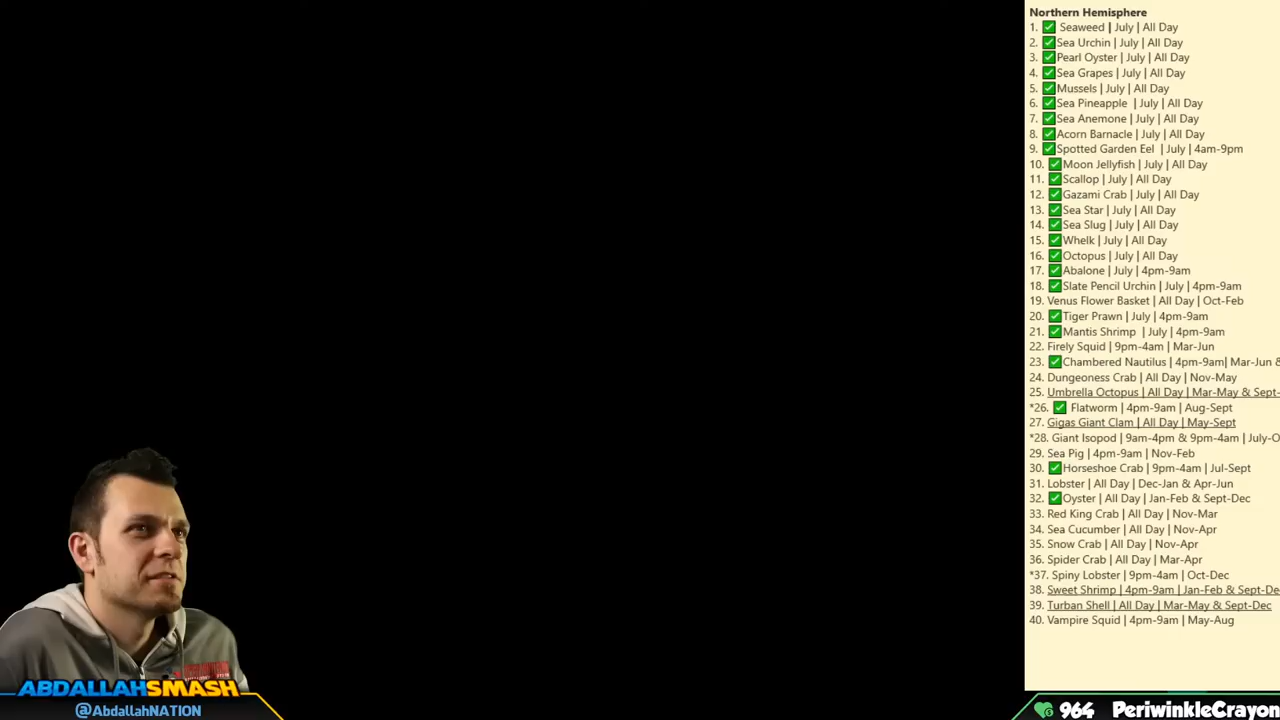 Northern Hemisphere
1. ✅ Seaweed | July | All Day
2. ✅Sea Urchin | July | All Day
3. ✅Pearl Oyster | July | All Day
4. ✅Sea Grapes | July | All Day
5. ✅Mussels | July | All Day
6. ✅Sea Pineapple | July | All Day
7. ✅Sea Anemone | July | All Day
8. ✅Acorn Barnacle | July | All Day
9. ✅Spotted Garden Eel | July | 4am-9pm
10. ✅Moon Jellyfish | July | All Day
11. ✅Scallop | July | All Day
12. ✅Gazami Crab | July | All Day
13. ✅Sea Star | July | All Day
14. ✅Sea Slug | July | All Day
15. ✅Whelk | July | All Day
16. ✅Octopus | July | All Day
17. ✅Abalone | July | 4pm-9am
18. ✅Slate Pencil Urchin | July | 4pm-9am
19. Venus Flower Basket | All Day | Oct-Feb
20. ✅Tiger Prawn | July | 4pm-9am
21. ✅Mantis Shrimp | July | 4pm-9am
22. Firely Squid | 9pm-4am | Mar-Jun
23. ✅Chambered Nautilus | 4pm-9am| Mar-Jun &
24. Dungeoness Crab | All Day | Nov-May
25. Umbrella Octopus | All Day | Mar-May & Sept-
*26. ✅ Flatworm | 4pm-9am | Aug-Sept
27. Gigas Giant Clam | All Day | May-Sept
*28. Giant Isopod | 9am-4pm & 9pm-4am | July-O
29. Sea Pig | 4pm-9am | Nov-Feb
30. ✅Horseshoe Crab | 9pm-4am | Jul-Sept
31. Lobster | All Day | Dec-Jan & Apr-Jun
32. ✅Oyster | All Day | Jan-Feb & Sept-Dec
33. Red King Crab | All Day | Nov-Mar
34. Sea Cucumber | All Day | Nov-Apr
35. Snow Crab | All Day | Nov-Apr
36. Spider Crab | All Day | Mar-Apr
*37. Spiny Lobster | 9pm-4am | Oct-Dec
38. Sweet Shrimp | 4pm-9am | Jan-Feb & Sept-De
39. Turban Shell | All Day | Mar-May & Sept-Dec
40. Vampire Squid | 4pm-9am | May-Aug
ABDALLAHSMASH
@AbdallahNATION
964 PeriwinkleCrayon